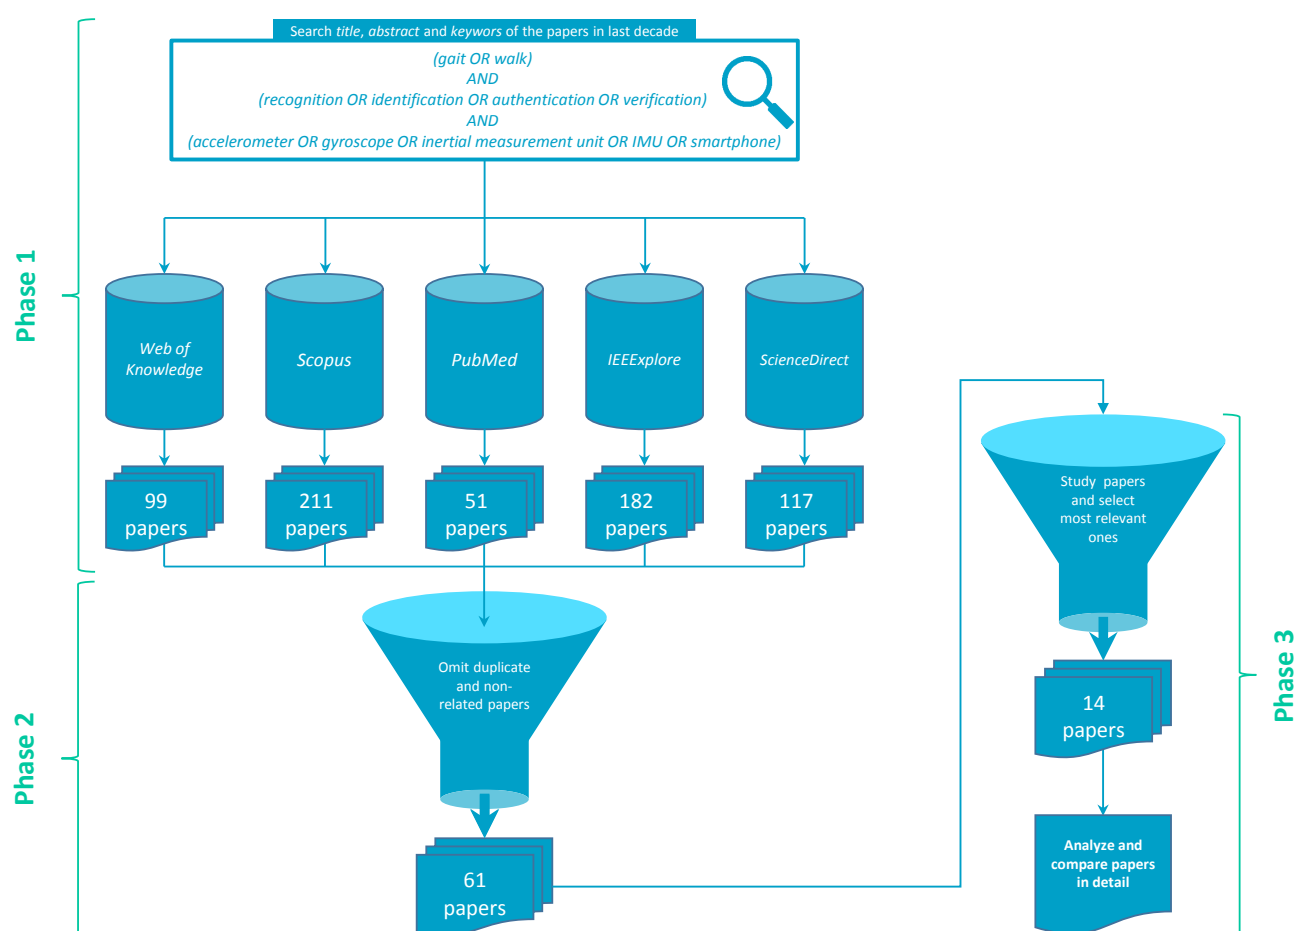 Search title, abstract and keywors of the papers in last decade
(gait OR walk)
AND
(recognition OR identification OR authentication OR verification)
AND
(accelerometer OR gyroscope OR inertial measurement unit OR IMU OR smartphone)
Phase 1
Web of
Knowledge
Scopus
PubMed
IEEExplore
ScienceDirect
99
papers
211
papers
51
papers
182
papers
117
papers
Phase 2
Omit duplicate
and non-
related papers
61
papers
Phase 3
Study papers
and select
most relevant
ones
14
papers
Analyze and
compare papers
in detail